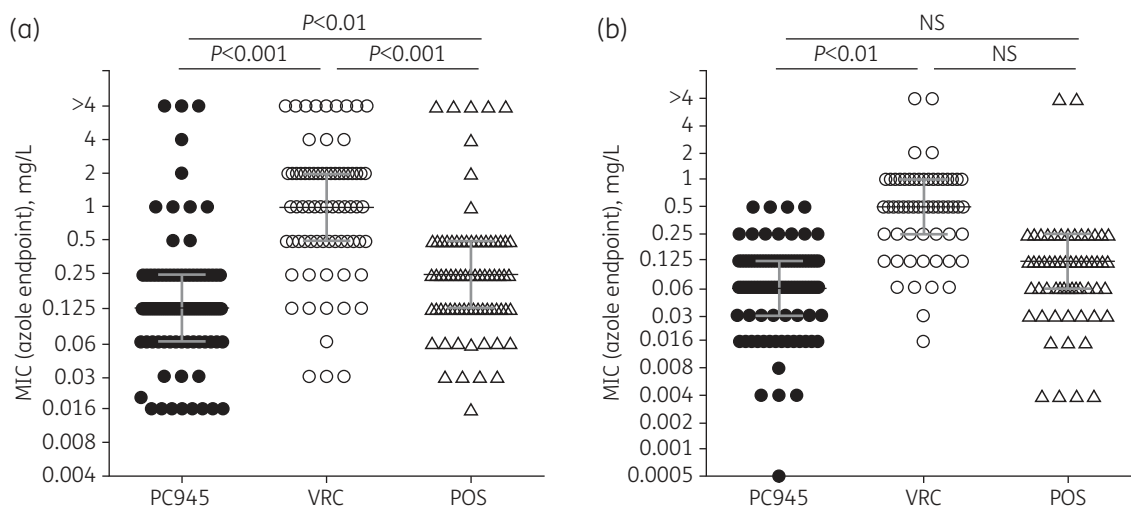 (a)
P<0.01
P<0.001 P<0.001
MIC (azole endpoint), mg/L
>4
4
2
1
0.5
0.25
0.125
0.06
0.03
0.016
0.008
0.004
PC945 VRC POS
(b)
NS
P<0.01 NS
MIC (azole endpoint), mg/L
>4
4
2
1
0.5
0.25
0.125
0.06
0.03
0.016
0.008
0.004
0.002
0.001
0.0005
PC945 VRC POS